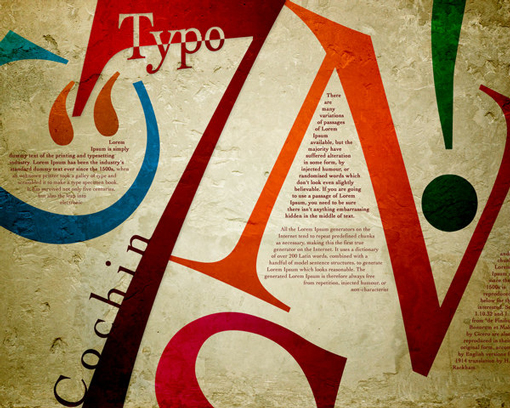 Typo
“
Lorem
Ipsum is simply
dummy text of the printing and typesetting
industry. Lorem Ipsum has been the industry's
standard dummy text ever since the 1500s, when
an unknown printer took a galley of type and
scrambled it to make a type specimen book.
It has survived not only five centuries,
but also the leap into
electronic
Cochin
7
A
!
There
are
many
variations
of passages
of Lorem
Ipsum
available, but the
majority have
suffered alteration
in some form, by
injected humour, or
randomised words which
don't look even slightly
believable. If you are going
to use a passage of Lorem
Ipsum, you need to be sure
there isn't anything embarrassing
hidden in the middle of text.
All the Lorem Ipsum generators on the
Internet tend to repeat predefined chunks
as necessary, making this the first true
generator on the Internet. It uses a dictionary
of over 200 Latin words, combined with a
handful of model sentence structures, to generate
Lorem Ipsum which looks reasonable. The
generated Lorem Ipsum is therefore always free
from repetition, injected humour, or
non-characteristic
Lorem
Ipsum
1500s is
reproduced
below for
interested.
1.10.32 and
from "de Finibus
Bonorum et
by Cicero are also
reproduced in their
original form,
by English versions
1914 translation by H.
Rackham